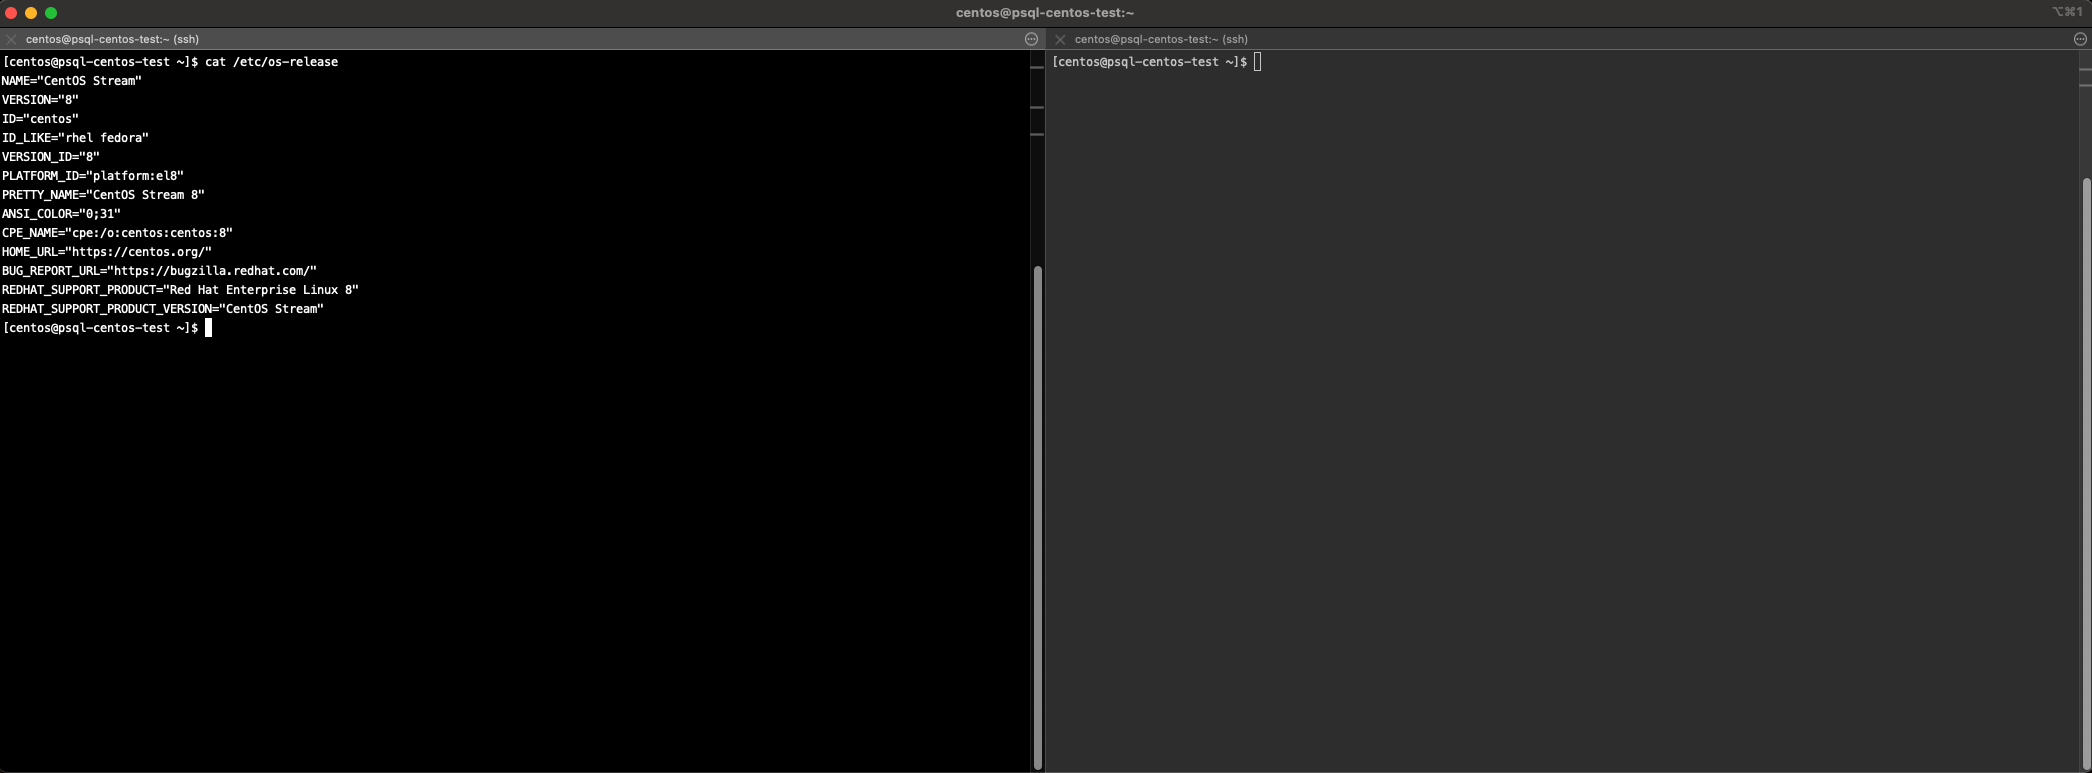 centos@psql-centos-test:~
⌥⌘1
centos@psql-centos-test:~ (ssh)
[centos@psql-centos-test ~]$ cat /etc/os-release
NAME="CentOS Stream"
VERSION="8"
ID="centos"
ID_LIKE="rhel fedora"
VERSION_ID="8"
PLATFORM_ID="platform:el8"
PRETTY_NAME="CentOS Stream 8"
ANSI_COLOR="0;31"
CPE_NAME="cpe:/o:centos:centos:8"
HOME_URL="https://centos.org/"
BUG_REPORT_URL="https://bugzilla.redhat.com/"
REDHAT_SUPPORT_PRODUCT="Red Hat Enterprise Linux 8"
REDHAT_SUPPORT_PRODUCT_VERSION="CentOS Stream"
[centos@psql-centos-test ~]$
centos@psql-centos-test:~ (ssh)
[centos@psql-centos-test ~]$